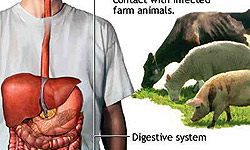 contact with infected
farm animals.
Digestive system